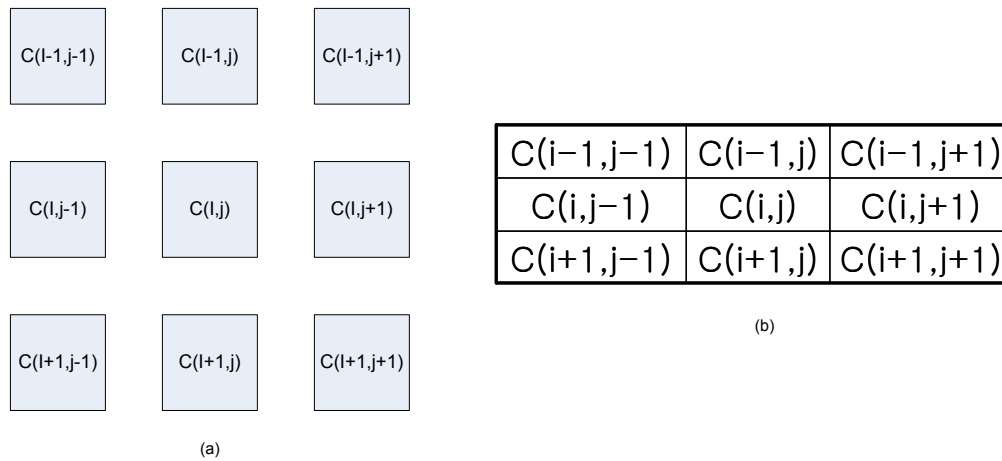 C(I-1,j-1) C(I-1,j) C(I-1,j+1)
C(I,j-1) C(I,j) C(I,j+1)
C(I+1,j-1) C(I+1,j) C(I+1,j+1)
(a)
C(i-1,j-1) C(i-1,j) C(i-1,j+1)
C(i,j-1) C(i,j) C(i,j+1)
C(i+1,j-1) C(i+1,j) C(i+1,j+1)
(b)